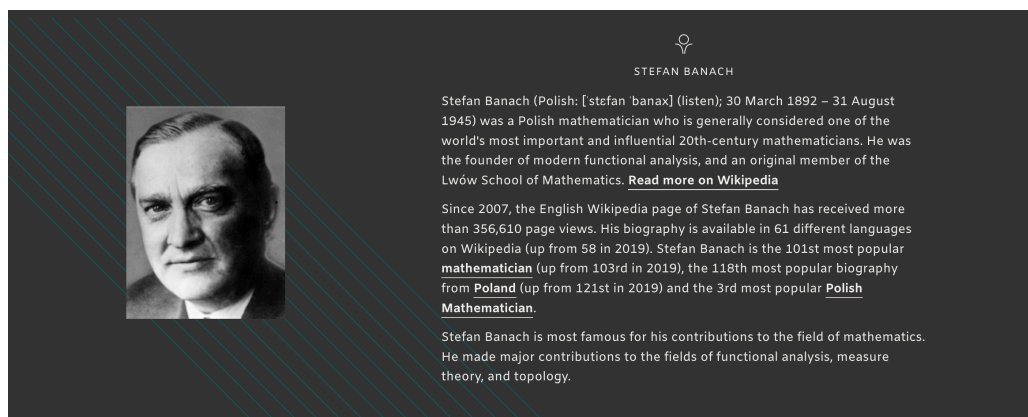 STEFAN BANACH
Stefan Banach (Polish: [ˈstɛfan ˈbanax] (listen); 30 March 1892 – 31 August
1945) was a Polish mathematician who is generally considered one of the
world's most important and influential 20th-century mathematicians. He was
the founder of modern functional analysis, and an original member of the
Lwów School of Mathematics. Read more on Wikipedia
Since 2007, the English Wikipedia page of Stefan Banach has received more
than 356,610 page views. His biography is available in 61 different languages
on Wikipedia (up from 58 in 2019). Stefan Banach is the 101st most popular
mathematician (up from 103rd in 2019), the 118th most popular biography
from Poland (up from 121st in 2019) and the 3rd most popular Polish
Mathematician.
Stefan Banach is most famous for his contributions to the field of mathematics.
He made major contributions to the fields of functional analysis, measure
theory, and topology.